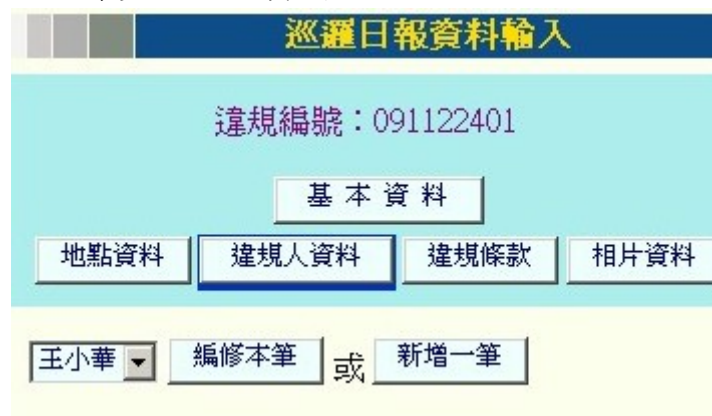 巡邏日報資料輸入
違規編號：091122401
基本資料
地點資料 違規人資料 違規條款 相片資料
王小華 編修本筆 或 新增一筆